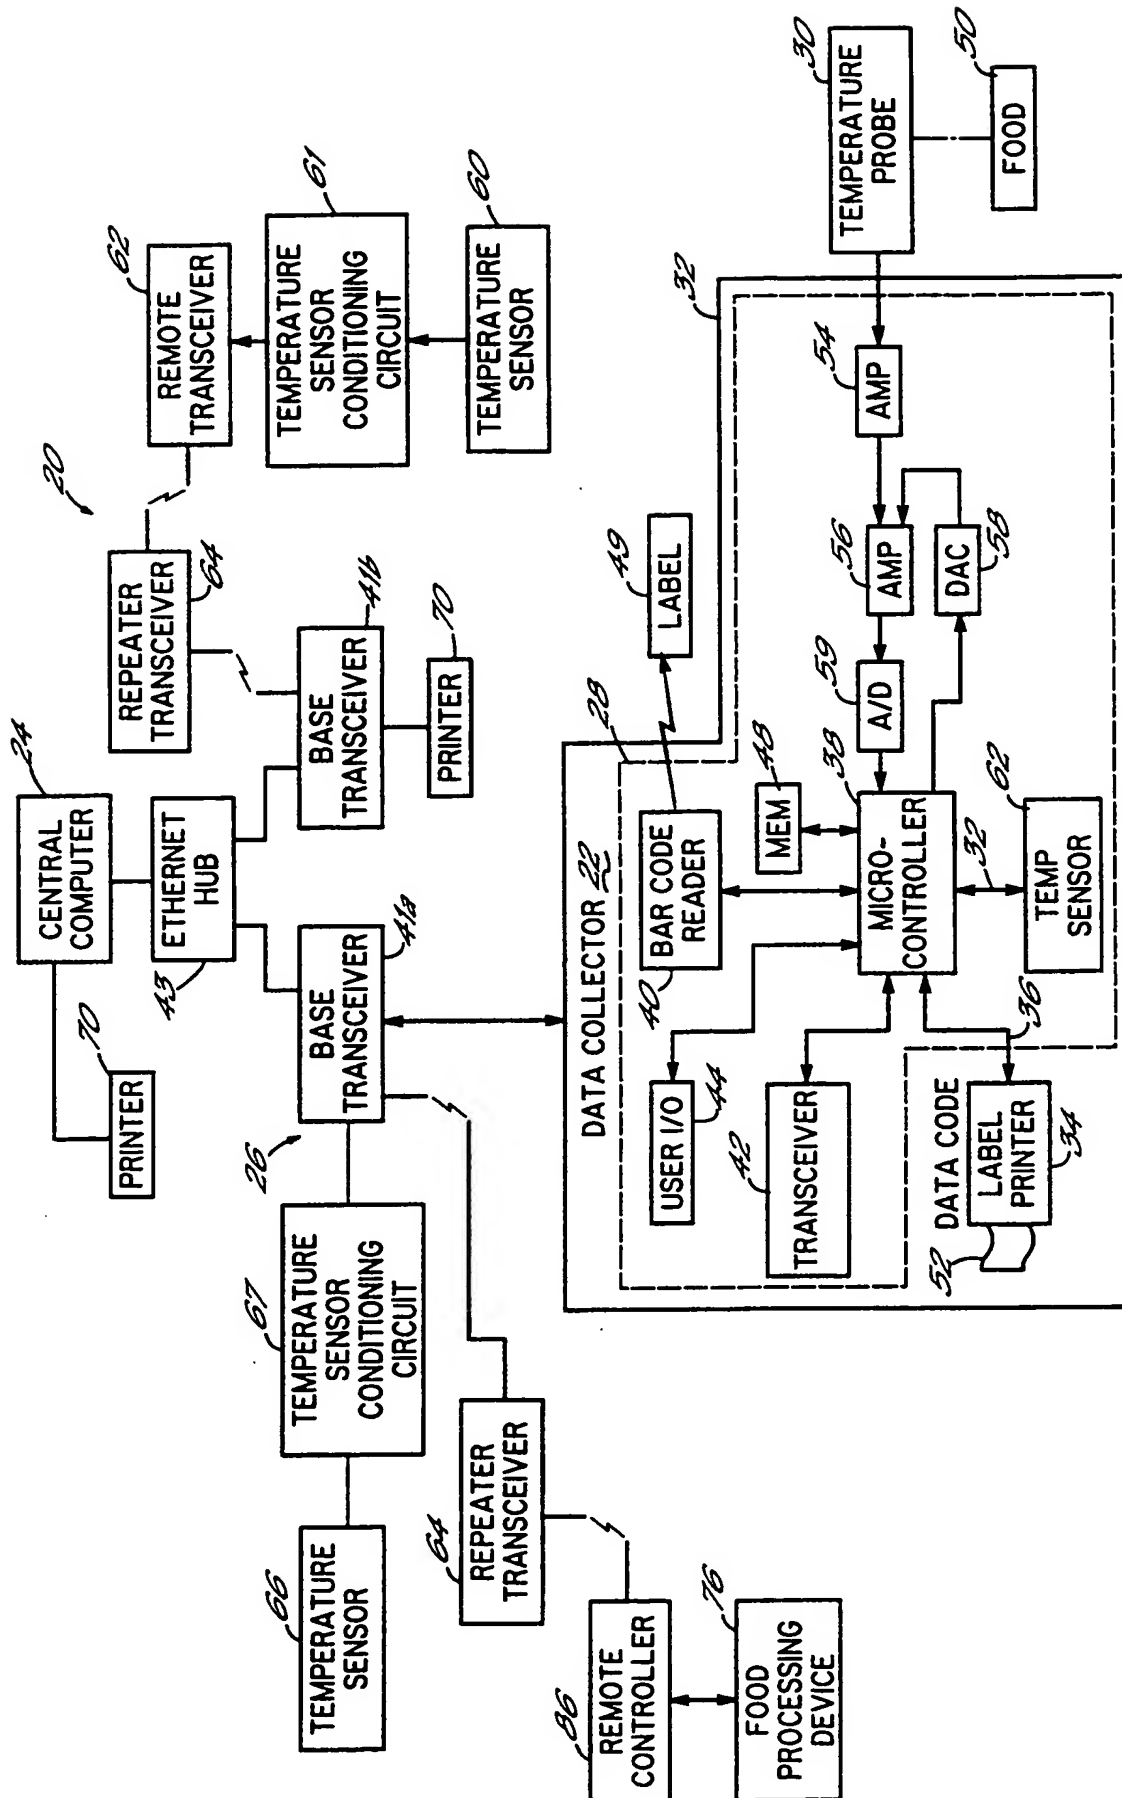 20
24
CENTRAL
COMPUTER
70
PRINTER
ETHERNET
HUB
43
REPEATER
TRANSCEIVER
64
62
REMOTE
TRANSCEIVER
61
TEMPERATURE
SENSOR
CONDITIONING
CIRCUIT
60
TEMPERATURE
SENSOR
26
BASE
TRANSCEIVER
41a
BASE
TRANSCEIVER
41b
PRINTER
70
67
TEMPERATURE
SENSOR
CONDITIONING
CIRCUIT
66
TEMPERATURE
SENSOR
64
REPEATER
TRANSCEIVER
86
REMOTE
CONTROLLER
76
FOOD
PROCESSING
DEVICE
DATA COLLECTOR 22
28
32
49
LABEL
40
BAR CODE
READER
USER I/O
44
42
TRANSCEIVER
48
MEM
38
MICRO-
CONTROLLER
59
A/D
56
AMP
54
AMP
DAC
58
32
62
TEMP
SENSOR
36
DATA CODE
LABEL
PRINTER
34
52
30
TEMPERATURE
PROBE
50
FOOD